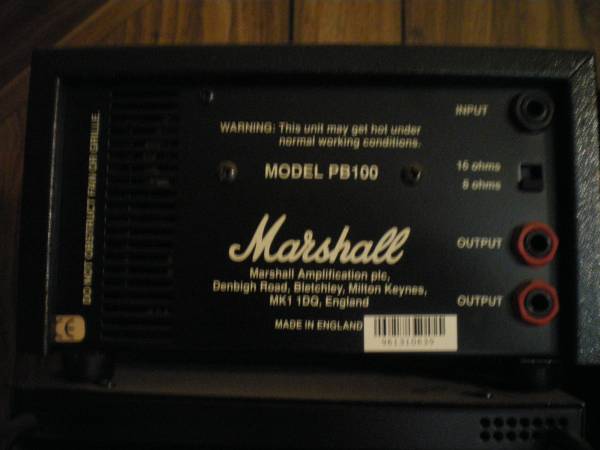 INPUT
WARNING: This unit may get hot under
normal working conditions.
MODEL PB100
16 ohms
8 ohms
Marshall
OUTPUT
Marshall Amplification plc,
Denbigh Road, Bletchley, Milton Keynes,
MK1 1DQ, England
OUTPUT
MADE IN ENGLAND
961310639
DO NOT OBSTRUCT FAN OR GRILLE.
CE